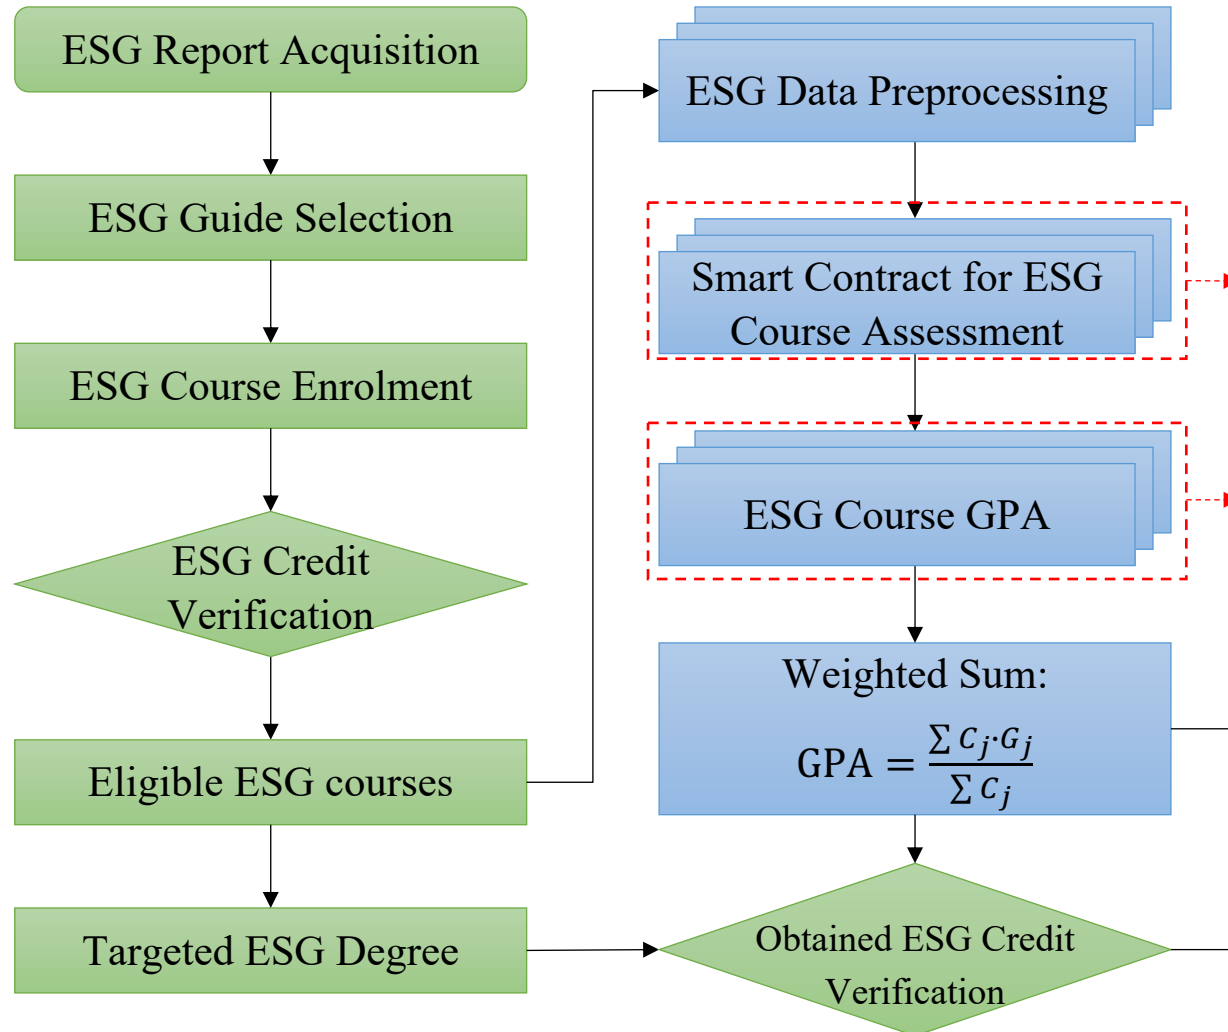 ESG Report Acquisition
ESG Guide Selection
ESG Course Enrolment
ESG Credit
Verification
Eligible ESG courses
Targeted ESG Degree
ESG Data Preprocessing
Smart Contract for ESG
Course Assessment
ESG Course GPA
Weighted Sum:
GPA = ∑ C_j·G_j / ∑ C_j
Obtained ESG Credit
Verification